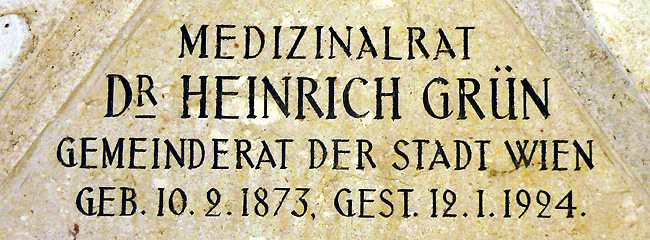 MEDIZINALRAT
DR HEINRICH GRÜN
GEMEINDERAT DER STADT WIEN
GEB. 10. 2. 1873, GEST. 12. 1. 1924.